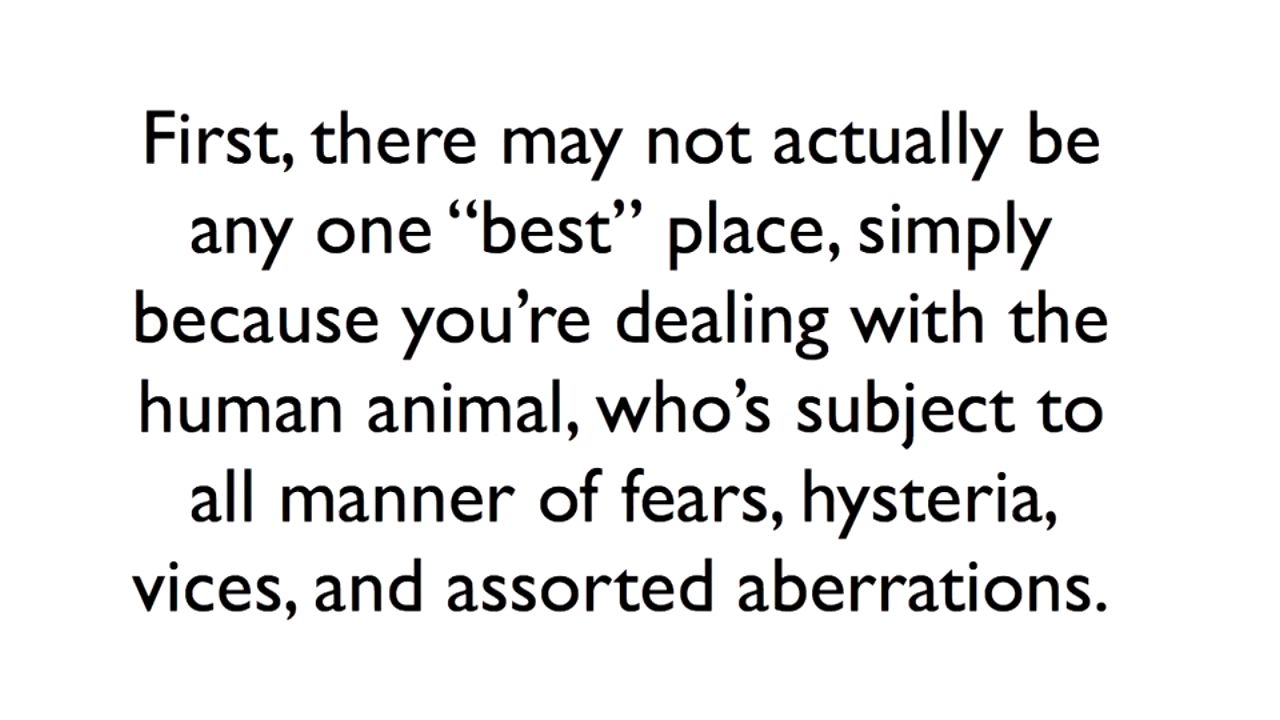 First, there may not actually be
any one “best” place, simply
because you’re dealing with the
human animal, who’s subject to
all manner of fears, hysteria,
vices, and assorted aberrations.